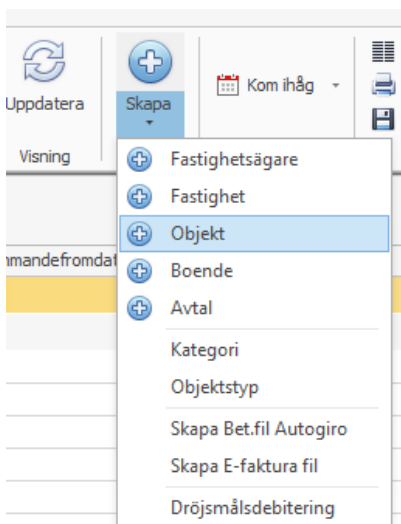 Uppdatera
Skapa
Kom ihåg
Visning
Fastighetsägare
Fastighet
Objekt
Boende
Avtal
Kategori
Objektstyp
Skapa Bet.fil Autogiro
Skapa E-faktura fil
Dröjsmålsdebitering
mmandefromdat